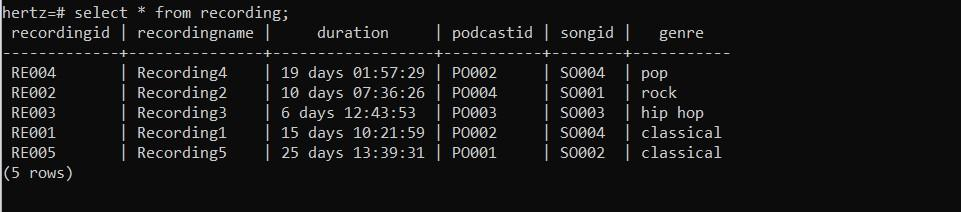 hertz=# select * from recording;
 recordingid | recordingname |     duration     | podcastid | songid |   genre
-------------+---------------+------------------+-----------+--------+-----------
 RE004       | Recording4    | 19 days 01:57:29 | PO002     | SO004  | pop
 RE002       | Recording2    | 10 days 07:36:26 | PO004     | SO001  | rock
 RE003       | Recording3    | 6 days 12:43:53  | PO003     | SO003  | hip hop
 RE001       | Recording1    | 15 days 10:21:59 | PO002     | SO004  | classical
 RE005       | Recording5    | 25 days 13:39:31 | PO001     | SO002  | classical
(5 rows)